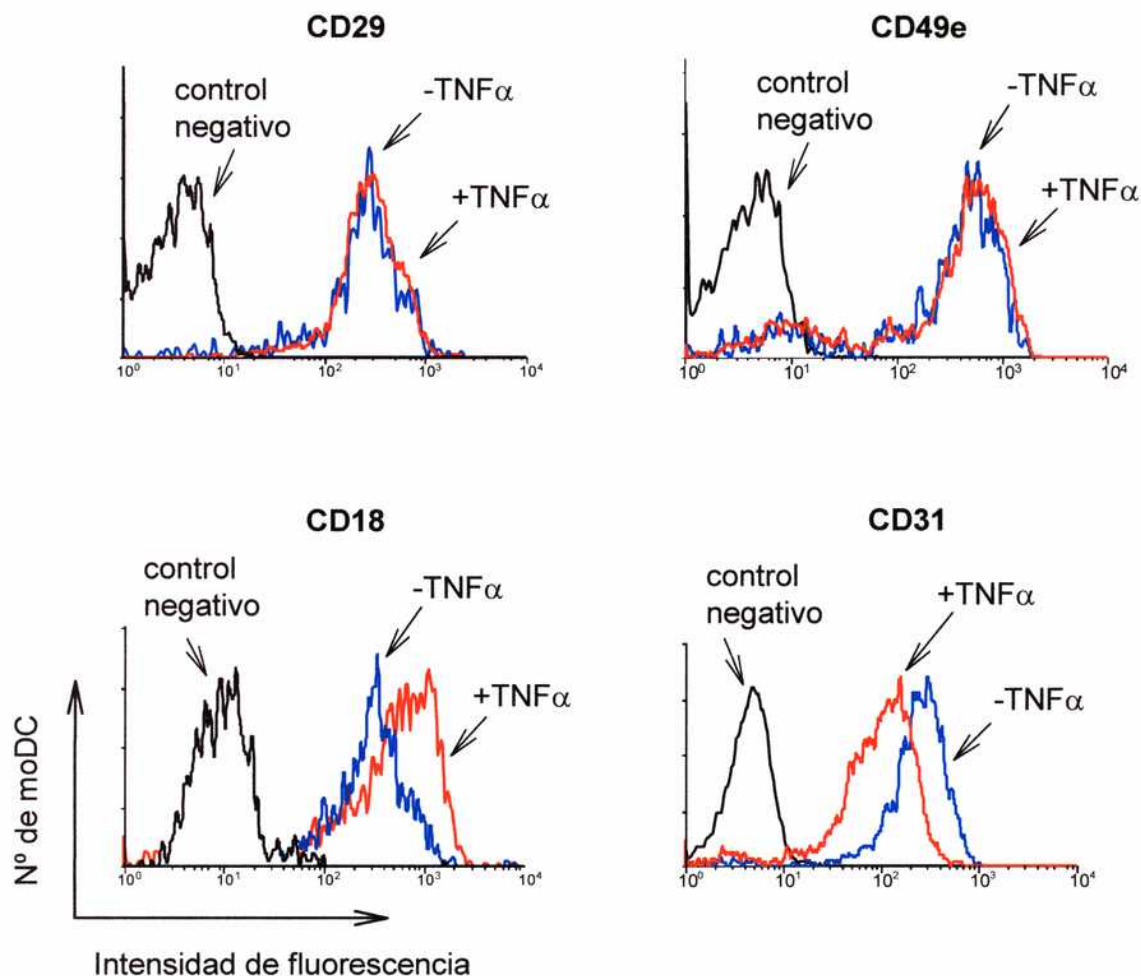 CD29
control
negativo
-TNFα
+TNFα
10⁰ 10¹ 10² 10³ 10⁴
CD49e
control
negativo
-TNFα
+TNFα
10⁰ 10¹ 10² 10³ 10⁴
CD18
control
negativo
-TNFα
+TNFα
10⁰ 10¹ 10² 10³ 10⁴
CD31
control
negativo
+TNFα
-TNFα
10⁰ 10¹ 10² 10³ 10⁴
Nº de moDC
Intensidad de fluorescencia